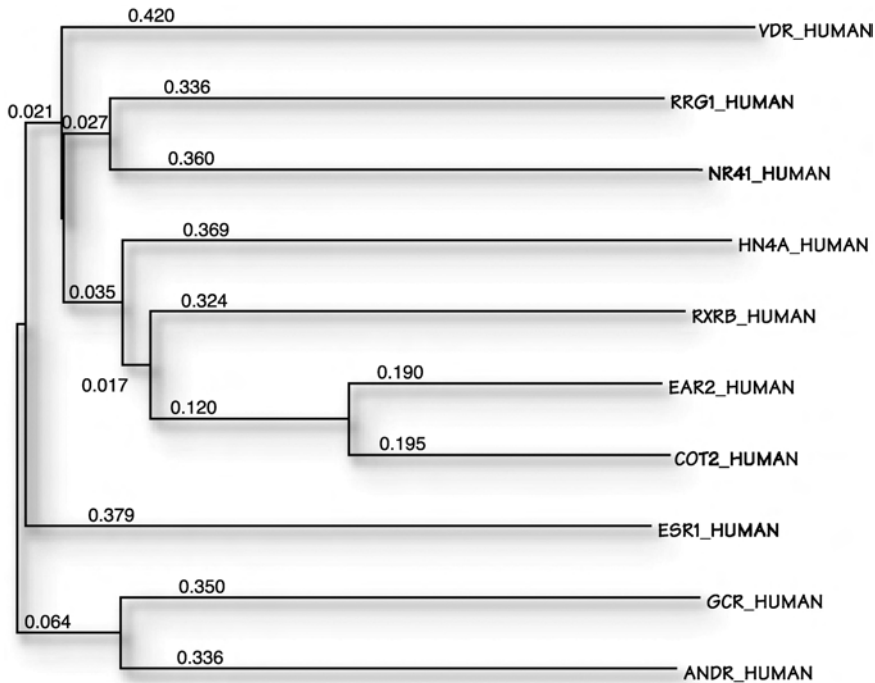 0.420
VDR_HUMAN
0.336
RRG1_HUMAN
0.021
0.027
0.360
NR41_HUMAN
0.369
HN4A_HUMAN
0.035
0.324
RXRB_HUMAN
0.017
0.190
EAR2_HUMAN
0.120
0.195
COT2_HUMAN
0.379
ESR1_HUMAN
0.350
GCR_HUMAN
0.064
0.336
ANDR_HUMAN